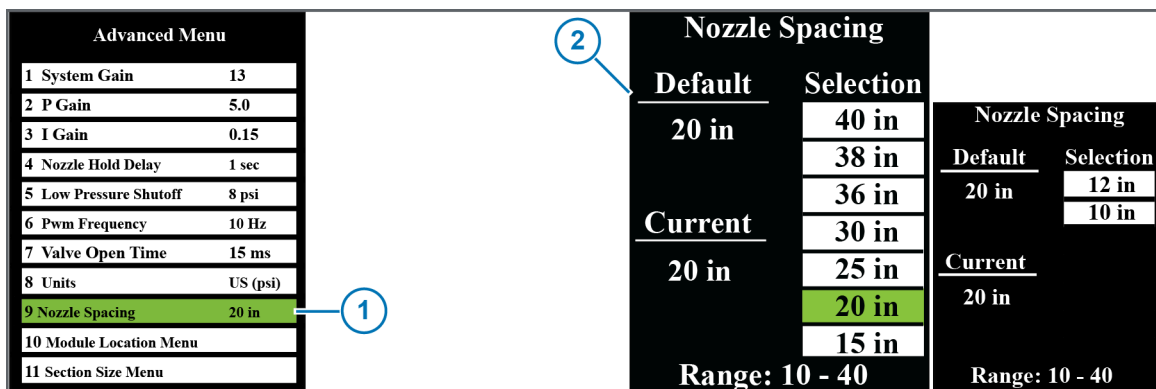 Advanced Menu
1 System Gain 13
2 P Gain 5.0
3 I Gain 0.15
4 Nozzle Hold Delay 1 sec
5 Low Pressure Shutoff 8 psi
6 Pwm Frequency 10 Hz
7 Valve Open Time 15 ms
8 Units US (psi)
9 Nozzle Spacing 20 in
10 Module Location Menu
11 Section Size Menu
1
2
Nozzle Spacing
Default
20 in
Current
20 in
Selection
40 in
38 in
36 in
30 in
25 in
20 in
15 in
Range: 10 - 40
Nozzle Spacing
Default
20 in
Current
20 in
Selection
12 in
10 in
Range: 10 - 40